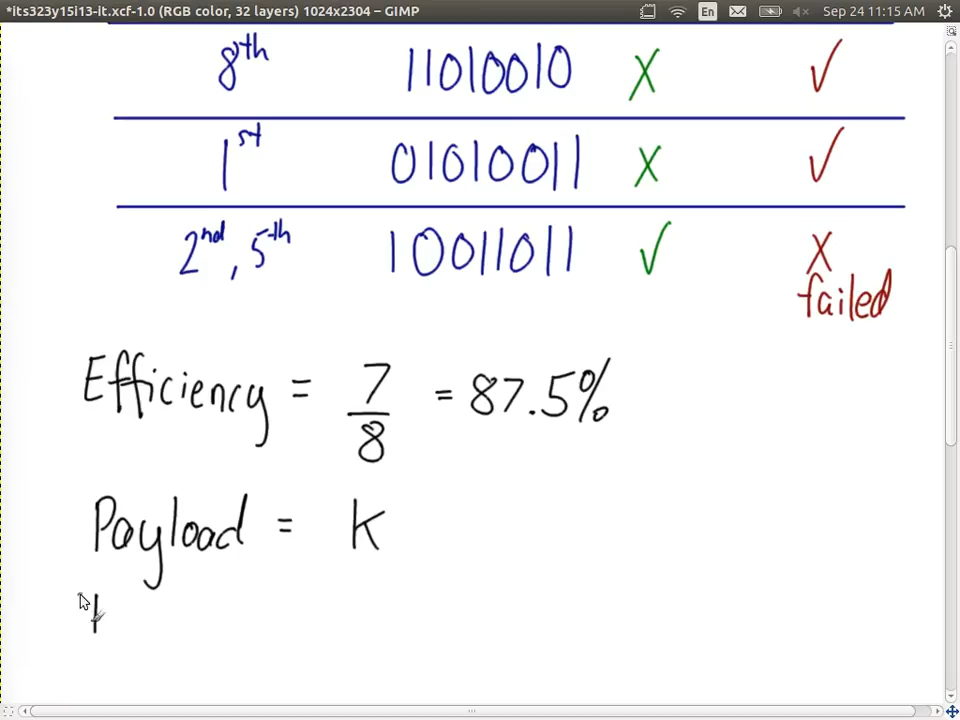 *its323y15i13-it.xcf-1.0 (RGB color, 32 layers) 1024x2304 – GIMP En Sep 24 11:15 AM
8th 11010010 X ✓
1st 01010011 X ✓
2nd, 5th 10011011 ✓ X
failed
Efficiency = 7/8 = 87.5%
Payload = K